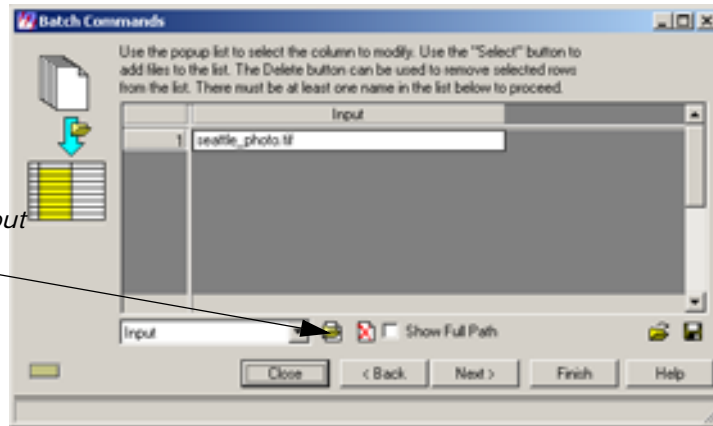 Batch Commands
Use the popup list to select the column to modify. Use the "Select" button to
add files to the list. The Delete button can be used to remove selected rows
from the list. There must be at least one name in the list below to proceed.
Input
1 seattle_photo.tif
Input
Show Full Path
Close
< Back
Next >
Finish
Help